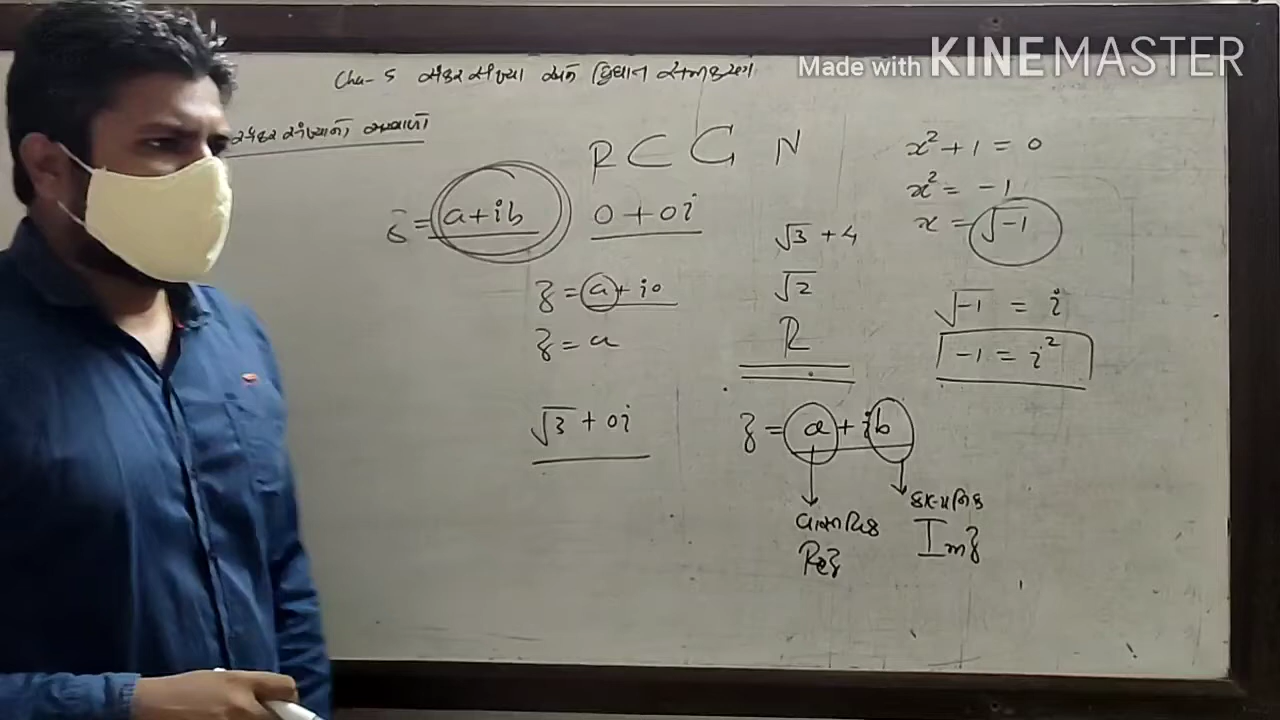 Made with KINEMASTER
Chu-5 સંકર સંખ્યા અને દ્વિઘાત સમીકરણ
સંકર સંખ્યાની
R ⊂ C N
x² + 1 = 0
x² = -1
x = √-1
= a + ib
0 + 0i
√3 + 4
z = a + i0
√2
√-1 = i
z = a
R
-1 = i²
√3 + 0i
z = a + ib
વાસ્તવિક
Re z
કાલ્પનિક
Im z